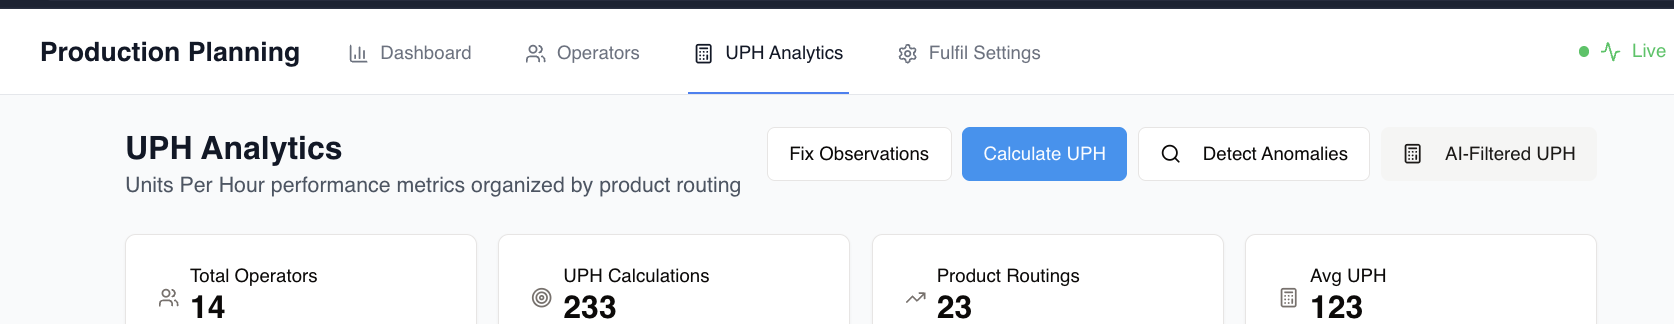 Production Planning
Dashboard
Operators
UPH Analytics
Fulfil Settings
Live
UPH Analytics
Units Per Hour performance metrics organized by product routing
Fix Observations
Calculate UPH
Detect Anomalies
AI-Filtered UPH
Total Operators
14
UPH Calculations
233
Product Routings
23
Avg UPH
123